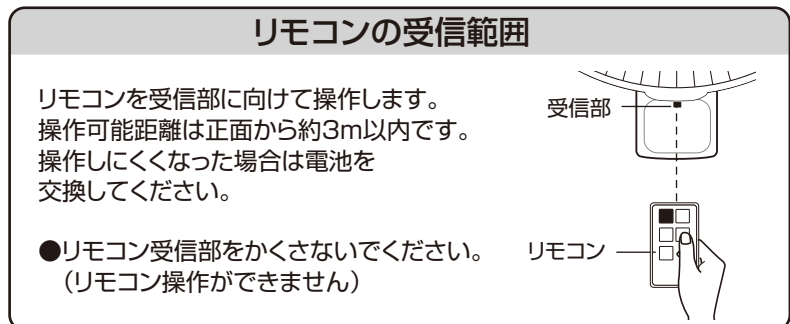 リモコンの受信範囲
リモコンを受信部に向けて操作します。
操作可能距離は正面から約3m以内です。
操作しにくくなった場合は電池を
交換してください。
●リモコン受信部をかくさないでください。
（リモコン操作ができません）
受信部
リモコン